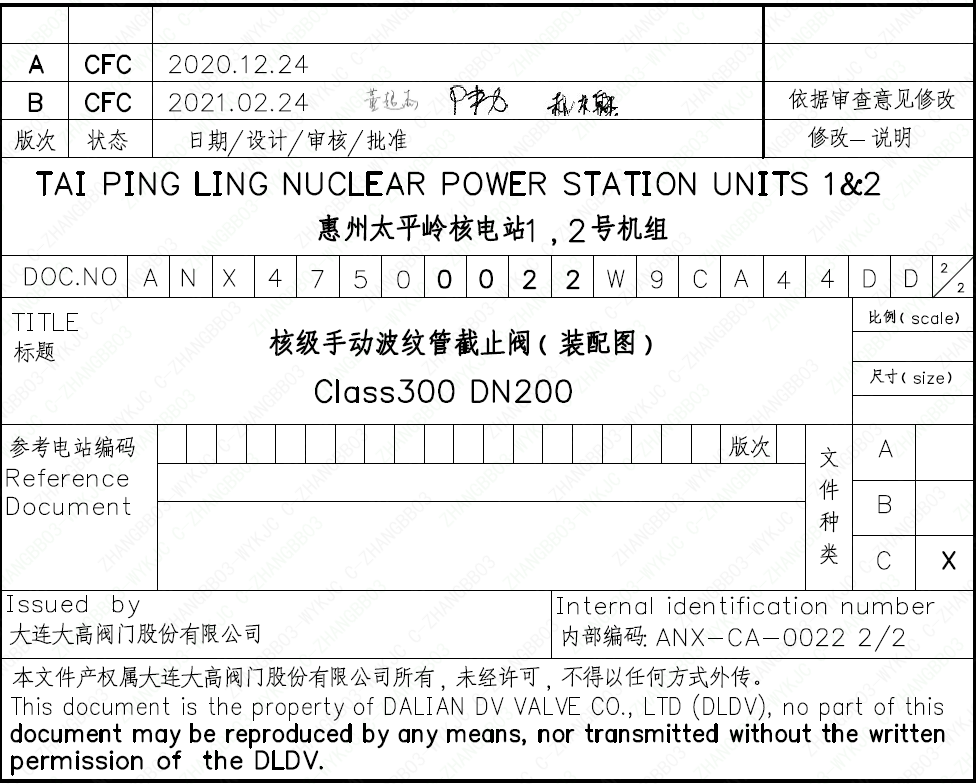 A CFC 2020.12.24
B CFC 2021.02.24 依据审查意见修改
版次 状态 日期/设计/审核/批准 修改—说明
TAI PING LING NUCLEAR POWER STATION UNITS 1&2
惠州太平岭核电站1,2号机组
DOC.NO A N X 4 7 5 0 0 0 2 2 W 9 C A 4 4 D D 2/2
TITLE
标题
核级手动波纹管截止阀(装配图)
Class300 DN200
比例(scale)
尺寸(size)
参考电站编码
Reference
Document
版次
文件种类
A
B
C X
Issued by
大连大高阀门股份有限公司
Internal identification number
内部编码: ANX-CA-0022 2/2
本文件产权属大连大高阀门股份有限公司所有,未经许可,不得以任何方式外传。
This document is the property of DALIAN DV VALVE CO., LTD (DLDV), no part of this
document may be reproduced by any means, nor transmitted without the written
permission of the DLDV.